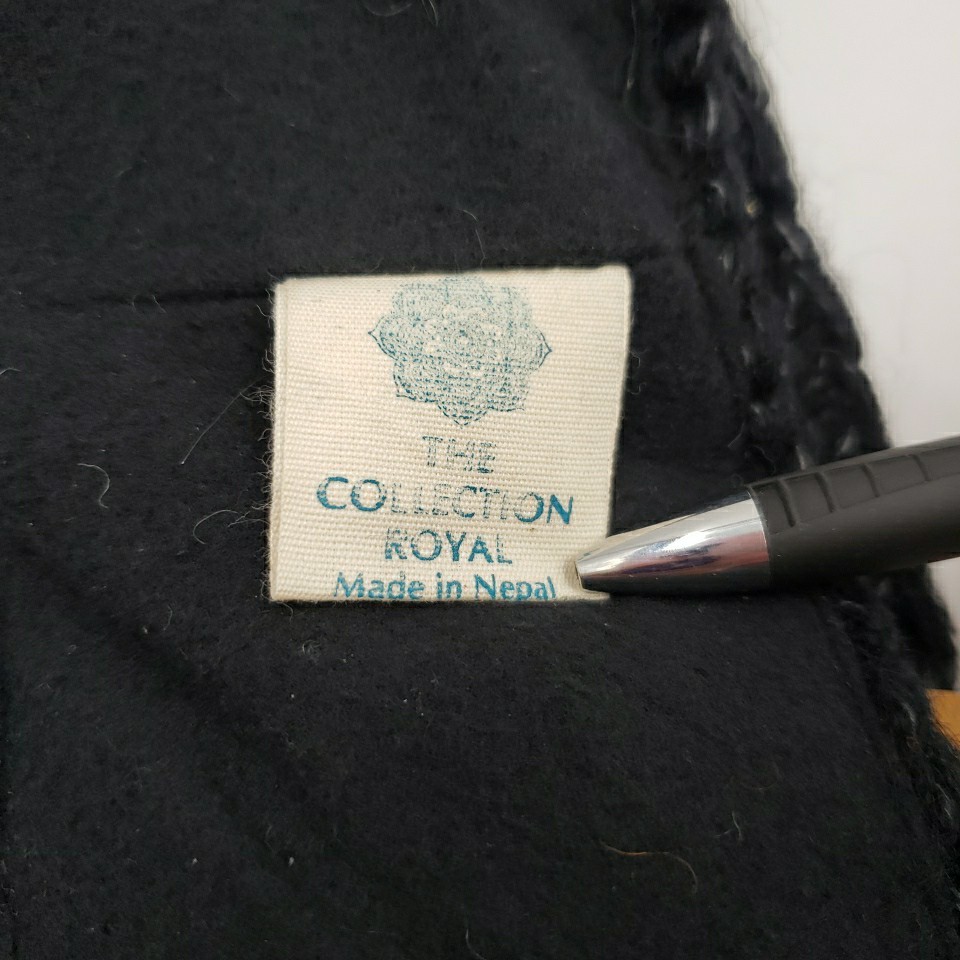 THE
COLLECTION
ROYAL
Made in Nepal